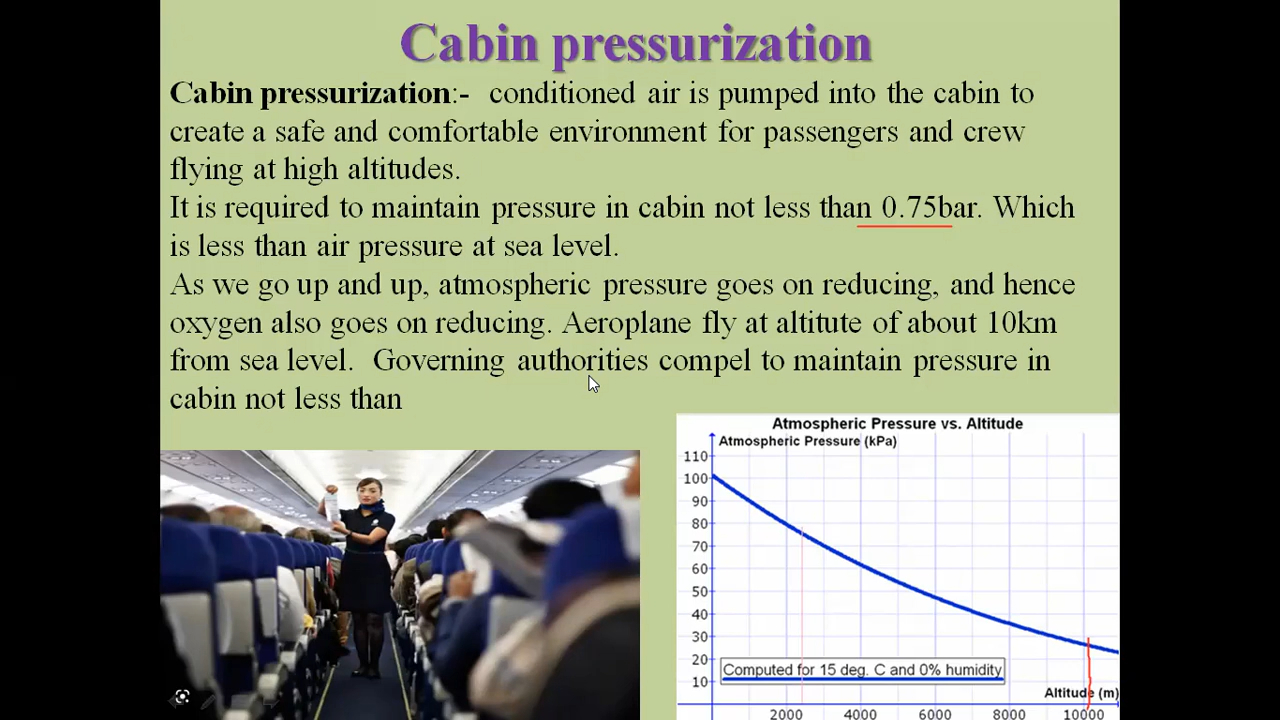 Cabin pressurization
Cabin pressurization:- conditioned air is pumped into the cabin to
create a safe and comfortable environment for passengers and crew
flying at high altitudes.
It is required to maintain pressure in cabin not less than 0.75bar. Which
is less than air pressure at sea level.
As we go up and up, atmospheric pressure goes on reducing, and hence
oxygen also goes on reducing. Aeroplane fly at altitute of about 10km
from sea level. Governing authorities compel to maintain pressure in
cabin not less than
Atmospheric Pressure vs. Altitude
Atmospheric Pressure (kPa)
110
100
90
80
70
60
50
40
30
20
10
Computed for 15 deg. C and 0% humidity
Altitude (m)
2000 4000 6000 8000 10000